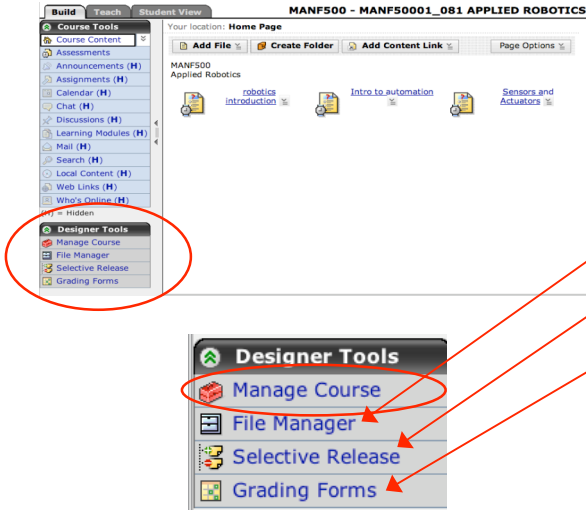 Build Teach Student View MANF500 - MANF50001_081 APPLIED ROBOTICS
Course Tools
Course Content
Assessments
Announcements (H)
Assignments (H)
Calendar (H)
Chat (H)
Discussions (H)
Learning Modules (H)
Mail (H)
Search (H)
Local Content (H)
Web Links (H)
Who's Online (H)
(H) = Hidden
Designer Tools
Manage Course
File Manager
Selective Release
Grading Forms
Your location: Home Page
Add File Create Folder Add Content Link Page Options
MANF500
Applied Robotics
robotics
introduction
Intro to automation
Sensors and
Actuators
Designer Tools
Manage Course
File Manager
Selective Release
Grading Forms